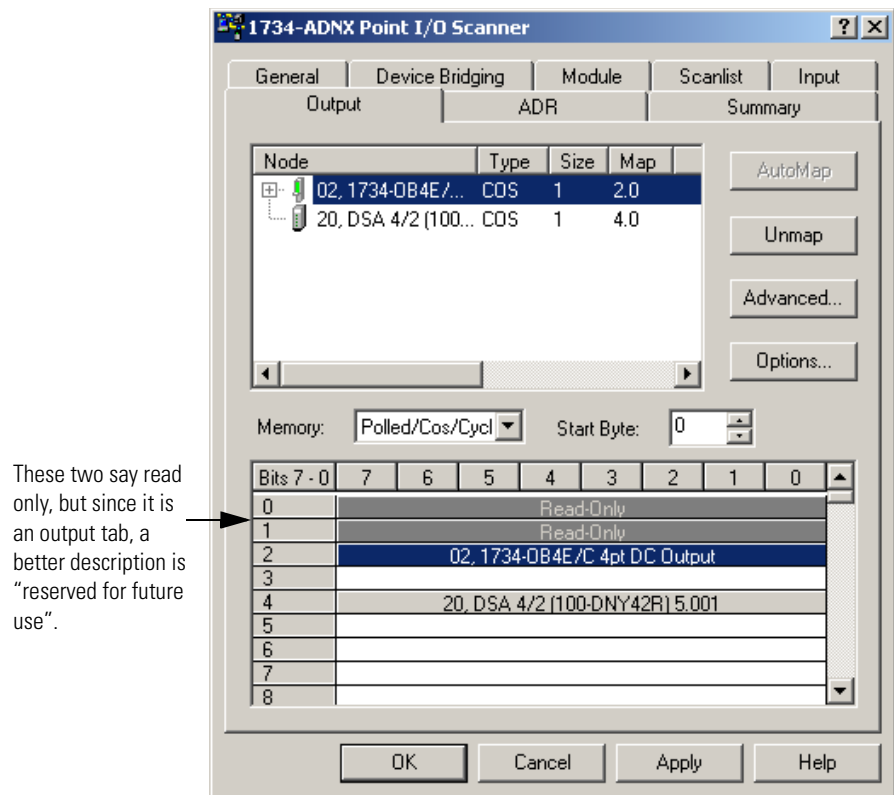 1734-ADNX Point I/O Scanner
General Device Bridging Module Scanlist Input
Output ADR Summary
Node Type Size Map
02, 1734-OB4E/... COS 1 2.0
20, DSA 4/2 (100... COS 1 4.0
AutoMap
Unmap
Advanced...
Options...
Memory: Polled/Cos/Cycl Start Byte: 0
These two say read
only, but since it is
an output tab, a
better description is
“reserved for future
use”.
Bits 7 - 0 7 6 5 4 3 2 1 0
0 Read-Only
1 Read-Only
2 02, 1734-OB4E/C 4pt DC Output
3
4 20, DSA 4/2 (100-DNY42R) 5.001
5
6
7
8
OK Cancel Apply Help